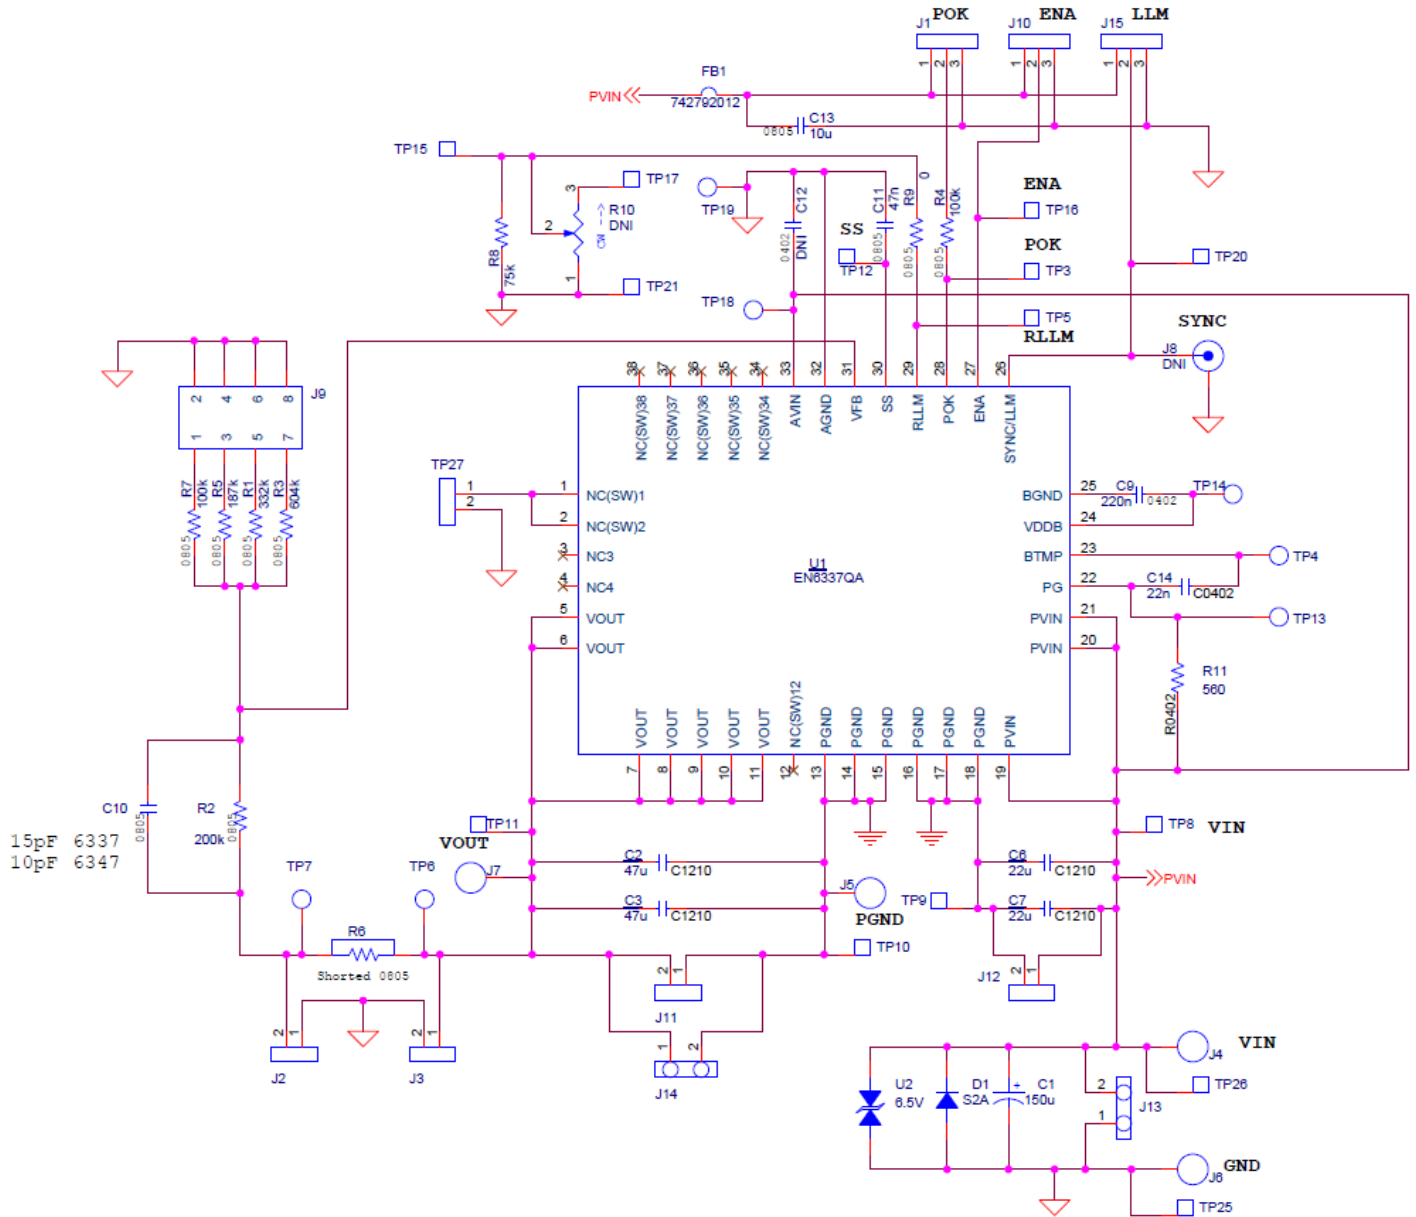 POK
ENA
LLM
J1
J10
J15
1 2 3
1 2 3
1 2 3
FB1
PVIN
742792012
C13
0805
10u
TP15
TP17
3
R10
DNI
CW -->
2
1
R8
75k
TP21
TP19
C12
0402
DNI
C11
47n
0805
SS
TP12
R9
0
0805
R4
100k
0805
ENA
TP16
POK
TP3
TP20
TP18
TP5
RLLM
SYNC
J8
DNI
J9
2 4 6 8
1 3 5 7
R7
100k
0805
R5
187k
0805
R1
332k
0805
R3
604k
0805
38 37 36 35 34 33 32 31 30 29 28 27 26
NC(SW)38
NC(SW)37
NC(SW)36
NC(SW)35
NC(SW)34
AVIN
AGND
VFB
SS
RLLM
POK
ENA
SYNC/LLM
TP27
1
2
1 NC(SW)1
2 NC(SW)2
3 NC3
4 NC4
5 VOUT
6 VOUT
U1
EN6337QA
BGND 25
VDDB 24
BTMP 23
PG 22
PVIN 21
PVIN 20
C9
220n
0402
TP14
TP4
C14
22n
C0402
TP13
R11
560
R0402
VOUT
VOUT
VOUT
VOUT
VOUT
NC(SW)12
PGND
PGND
PGND
PGND
PGND
PGND
PVIN
7 8 9 10 11 12 13 14 15 16 17 18 19
C10
0805
15pF 6337
10pF 6347
R2
200k
0805
TP11
VOUT
J7
C2
47u
C1210
C3
47u
C1210
J5
PGND
TP10
C6
22u
C1210
TP9
C7
22u
C1210
TP8
VIN
PVIN
TP7
TP6
R6
Shorted 0805
2 1
J2
2 1
J3
2 1
J11
1 2
J14
J12
2 1
U2
6.5V
D1
S2A
C1
+
150u
2
1
J13
J4
VIN
TP26
J6
GND
TP25